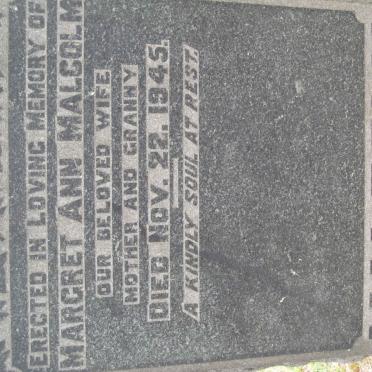 ERECTED IN LOVING MEMORY OF
MARGRET ANN MALCOLM
OUR BELOVED WIFE
MOTHER AND GRANNY
DIED NOV. 22. 1945.
A KINDLY SOUL AT REST.